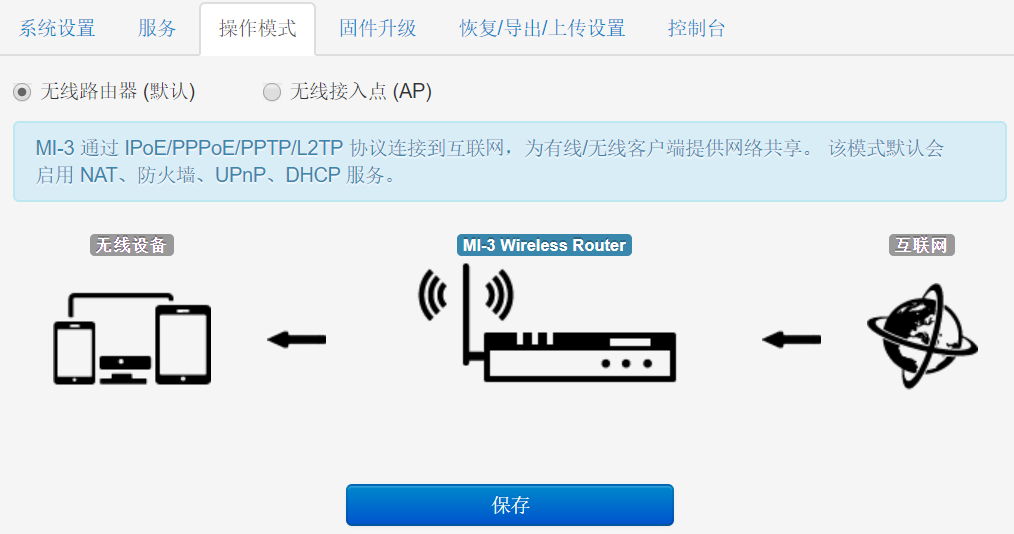 系统设置 服务 操作模式 固件升级 恢复/导出/上传设置 控制台
无线路由器 (默认) 无线接入点 (AP)
MI-3 通过 IPoE/PPPoE/PPTP/L2TP 协议连接到互联网，为有线/无线客户端提供网络共享。 该模式默认会
启用 NAT、防火墙、UPnP、DHCP 服务。
无线设备 MI-3 Wireless Router 互联网
保存